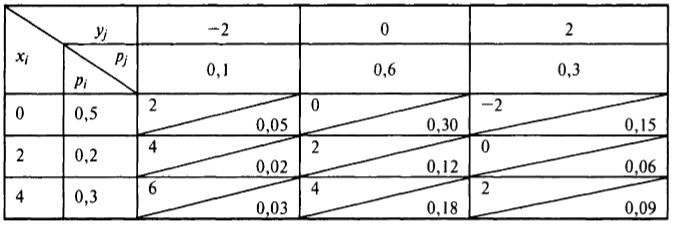 y_j −2 0 2
x_i p_j
p_i 0,1 0,6 0,3
0 0,5 2 0,05 0 0,30 −2 0,15
2 0,2 4 0,02 2 0,12 0 0,06
4 0,3 6 0,03 4 0,18 2 0,09